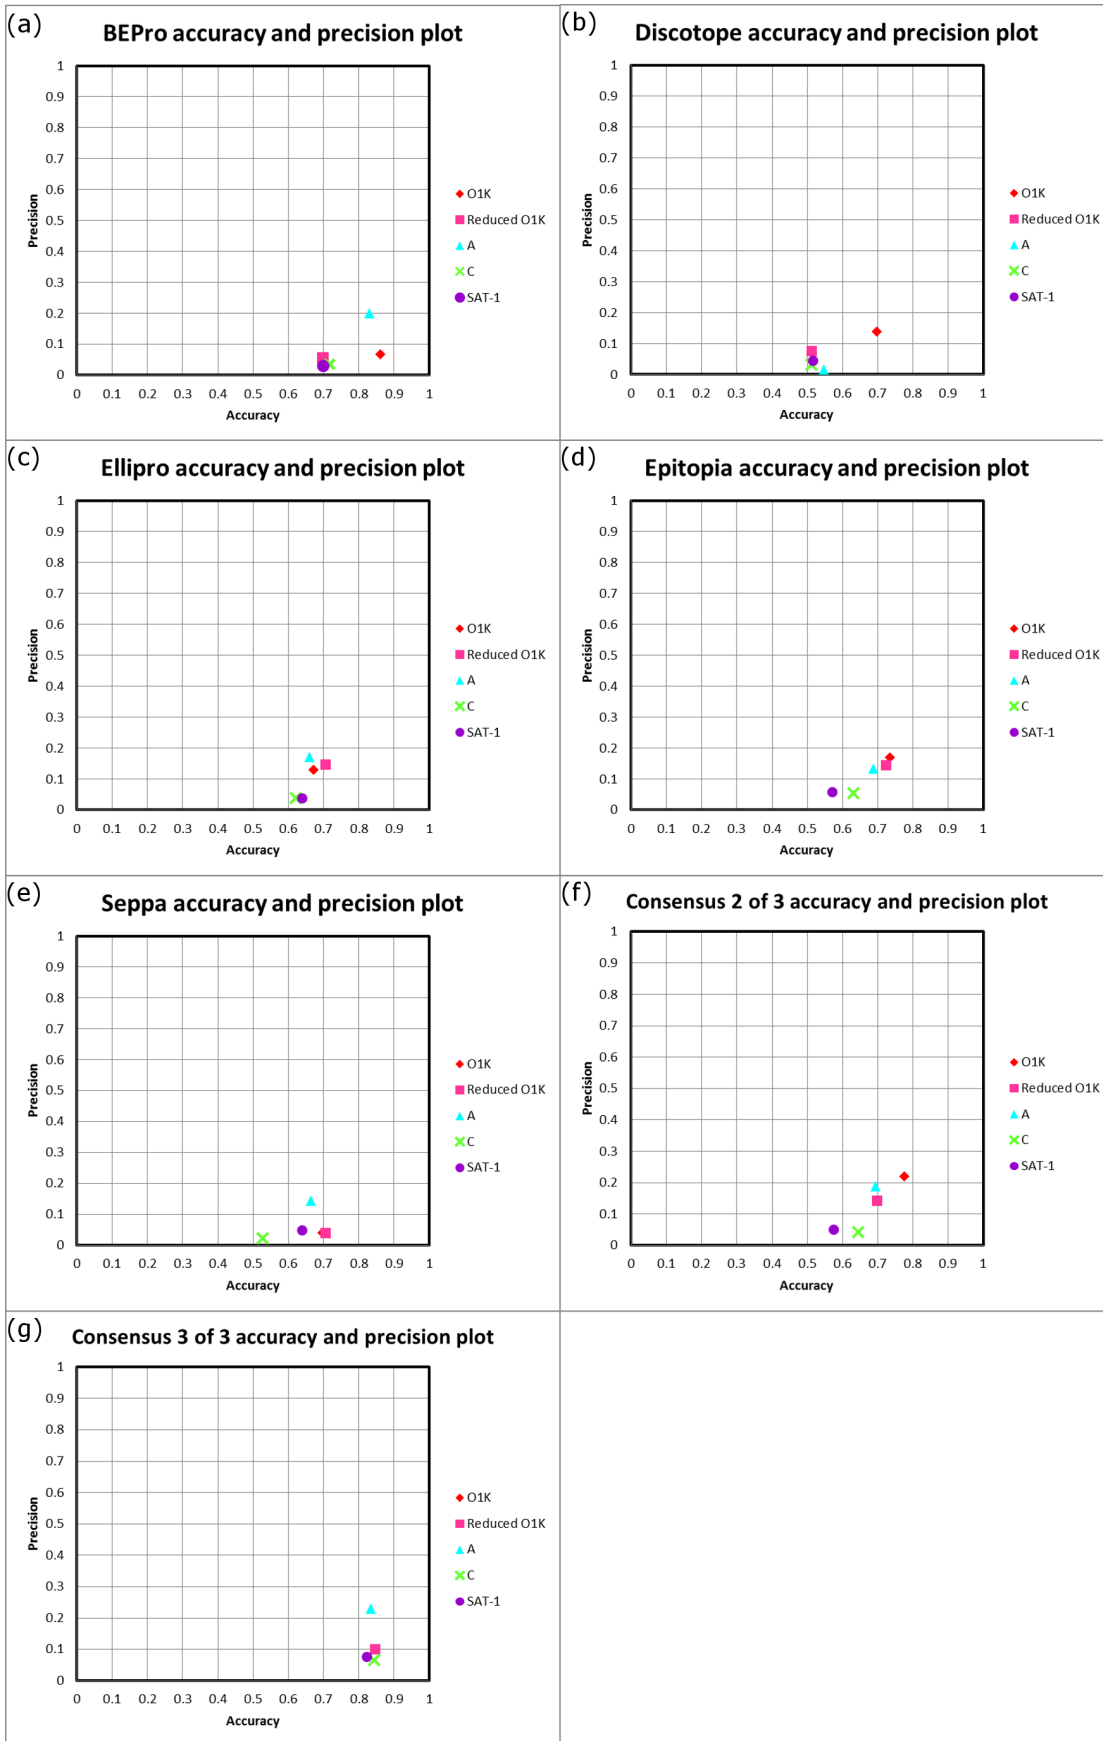 (a)
BEPro accuracy and precision plot
1
0.9
0.8
0.7
0.6
0.5
0.4
0.3
0.2
0.1
0
Precision
0 0.1 0.2 0.3 0.4 0.5 0.6 0.7 0.8 0.9 1
Accuracy
O1K
Reduced O1K
A
C
SAT-1
(b)
Discotope accuracy and precision plot
1
0.9
0.8
0.7
0.6
0.5
0.4
0.3
0.2
0.1
0
Precision
0 0.1 0.2 0.3 0.4 0.5 0.6 0.7 0.8 0.9 1
Accuracy
O1K
Reduced O1K
A
C
SAT-1
(c)
Ellipro accuracy and precision plot
1
0.9
0.8
0.7
0.6
0.5
0.4
0.3
0.2
0.1
0
Precision
0 0.1 0.2 0.3 0.4 0.5 0.6 0.7 0.8 0.9 1
Accuracy
O1K
Reduced O1K
A
C
SAT-1
(d)
Epitopia accuracy and precision plot
1
0.9
0.8
0.7
0.6
0.5
0.4
0.3
0.2
0.1
0
Precision
0 0.1 0.2 0.3 0.4 0.5 0.6 0.7 0.8 0.9 1
Accuracy
O1K
Reduced O1K
A
C
SAT-1
(e)
Seppa accuracy and precision plot
1
0.9
0.8
0.7
0.6
0.5
0.4
0.3
0.2
0.1
0
Precision
0 0.1 0.2 0.3 0.4 0.5 0.6 0.7 0.8 0.9 1
Accuracy
O1K
Reduced O1K
A
C
SAT-1
(f)
Consensus 2 of 3 accuracy and precision plot
1
0.9
0.8
0.7
0.6
0.5
0.4
0.3
0.2
0.1
0
Precision
0 0.1 0.2 0.3 0.4 0.5 0.6 0.7 0.8 0.9 1
Accuracy
O1K
Reduced O1K
A
C
SAT-1
(g)
Consensus 3 of 3 accuracy and precision plot
1
0.9
0.8
0.7
0.6
0.5
0.4
0.3
0.2
0.1
0
Precision
0 0.1 0.2 0.3 0.4 0.5 0.6 0.7 0.8 0.9 1
Accuracy
O1K
Reduced O1K
A
C
SAT-1